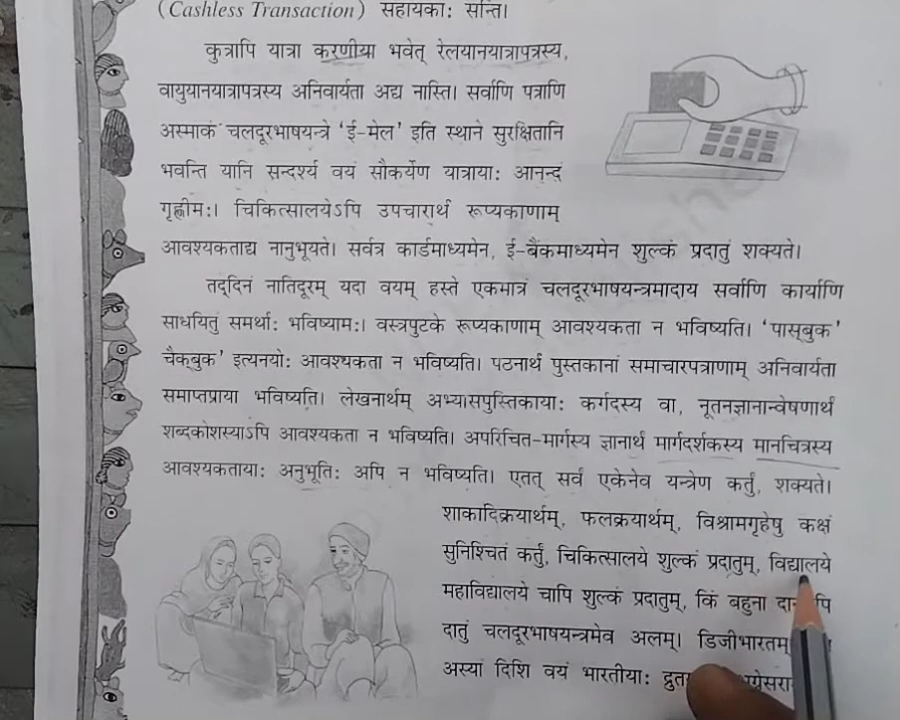 (Cashless Transaction) सहायकाः सन्ति।
कुत्रापि यात्रा करणीया भवेत् रेलयानयात्रापत्रस्य,
वायुयानयात्रापत्रस्य अनिवार्यता अद्य नास्ति। सर्वाणि पत्राणि
अस्माकं चलदूरभाषयन्त्रे ‘ई-मेल’ इति स्थाने सुरक्षितानि
भवन्ति यानि सन्दर्श्य वयं सौकर्येण यात्रायाः आनन्दं
गृह्णीमः। चिकित्सालयेऽपि उपचारार्थं रूप्यकाणाम्
आवश्यकताद्य नानुभूयते। सर्वत्र कार्डमाध्यमेन, ई-बैंकमाध्यमेन शुल्कं प्रदातुं शक्यते।
तद्दिनं नातिदूरम् यदा वयम् हस्ते एकमात्रं चलदूरभाषयन्त्रमादाय सर्वाणि कार्याणि
साधयितुं समर्थाः भविष्यामः। वस्त्रपुटके रूप्यकाणाम् आवश्यकता न भविष्यति। ‘पास्बुक’
चैक्बुक’ इत्यनयोः आवश्यकता न भविष्यति। पठनार्थं पुस्तकानां समाचारपत्राणाम् अनिवार्यता
समाप्तप्राया भविष्यति। लेखनार्थम् अभ्यासपुस्तिकायाः कर्गदस्य वा, नूतनज्ञानान्वेषणार्थं
शब्दकोशस्याऽपि आवश्यकता न भविष्यति। अपरिचित-मार्गस्य ज्ञानार्थं मार्गदर्शकस्य मानचित्रस्य
आवश्यकतायाः अनुभूतिः अपि न भविष्यति। एतत् सर्वं एकेनेव यन्त्रेण कर्तुं, शक्यते।
शाकादिक्रयार्थम्, फलक्रयार्थम्, विश्रामगृहेषु कक्षं
सुनिश्चितं कर्तुं, चिकित्सालये शुल्कं प्रदातुम्, विद्यालये
महाविद्यालये चापि शुल्कं प्रदातुम्, किं बहुना
दातुं चलदूरभाषयन्त्रमेव अलम्। डिजीभारतम्
अस्यां दिशि वयं भारतीयाः